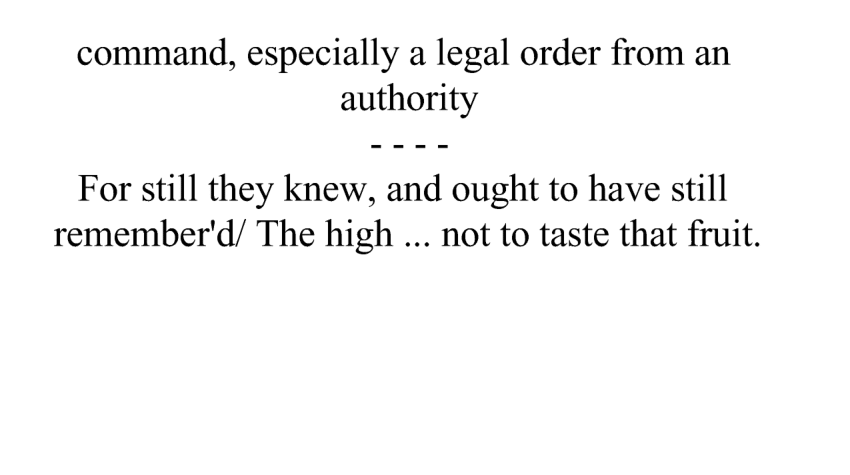 command, especially a legal order from an
authority
- - - -
For still they knew, and ought to have still
remember'd/ The high ... not to taste that fruit.